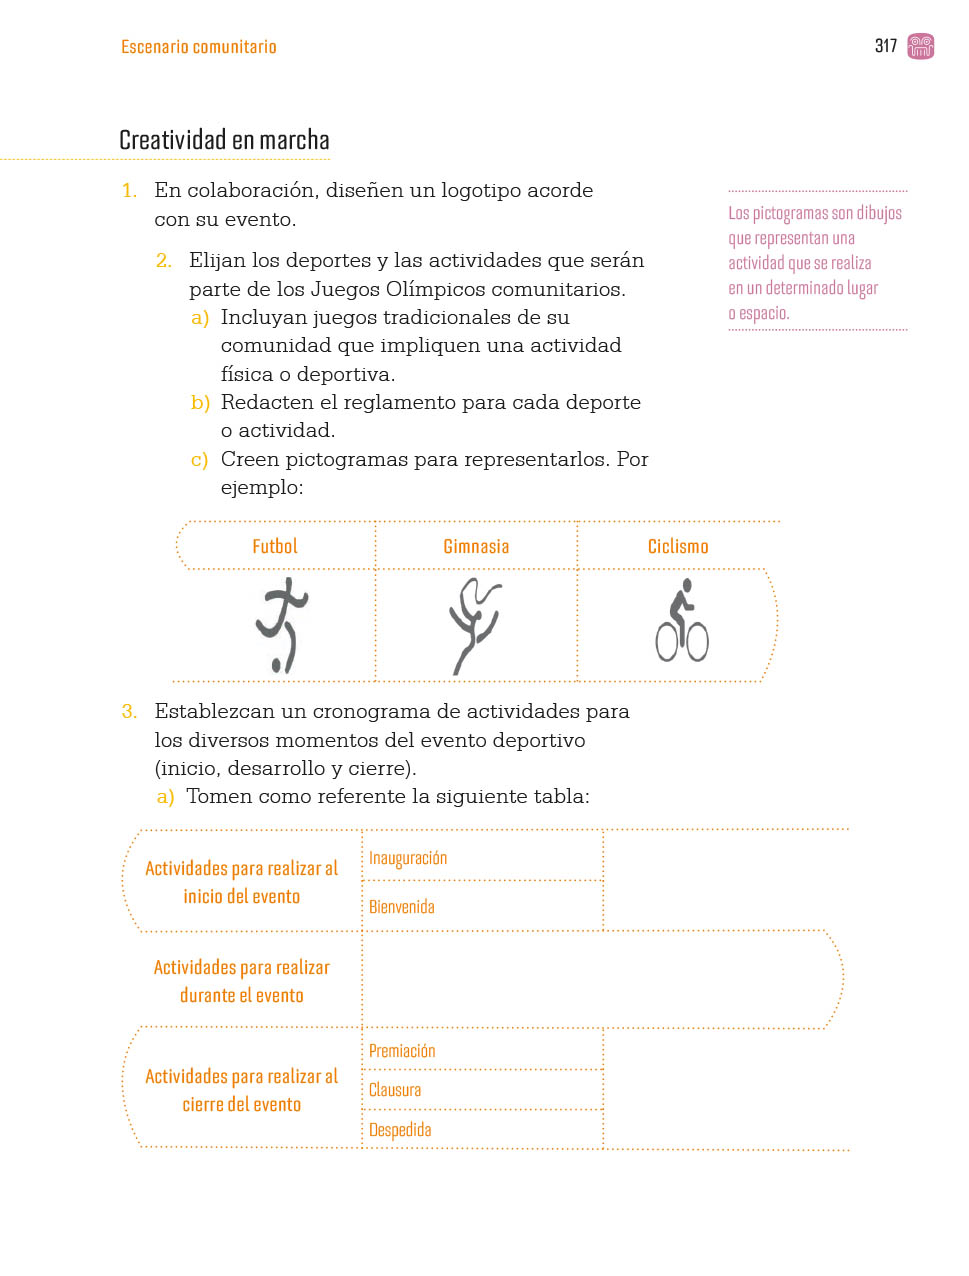 Escenario comunitario
317
Creatividad en marcha
1. En colaboración, diseñen un logotipo acorde
con su evento.
2. Elijan los deportes y las actividades que serán
parte de los Juegos Olímpicos comunitarios.
a) Incluyan juegos tradicionales de su
comunidad que impliquen una actividad
física o deportiva.
b) Redacten el reglamento para cada deporte
o actividad.
c) Creen pictogramas para representarlos. Por
ejemplo:
Los pictogramas son dibujos
que representan una
actividad que se realiza
en un determinado lugar
o espacio.
Futbol
Gimnasia
Ciclismo
3. Establezcan un cronograma de actividades para
los diversos momentos del evento deportivo
(inicio, desarrollo y cierre).
a) Tomen como referente la siguiente tabla:
Actividades para realizar al
inicio del evento
Inauguración
Bienvenida
Actividades para realizar
durante el evento
Actividades para realizar al
cierre del evento
Premiación
Clausura
Despedida